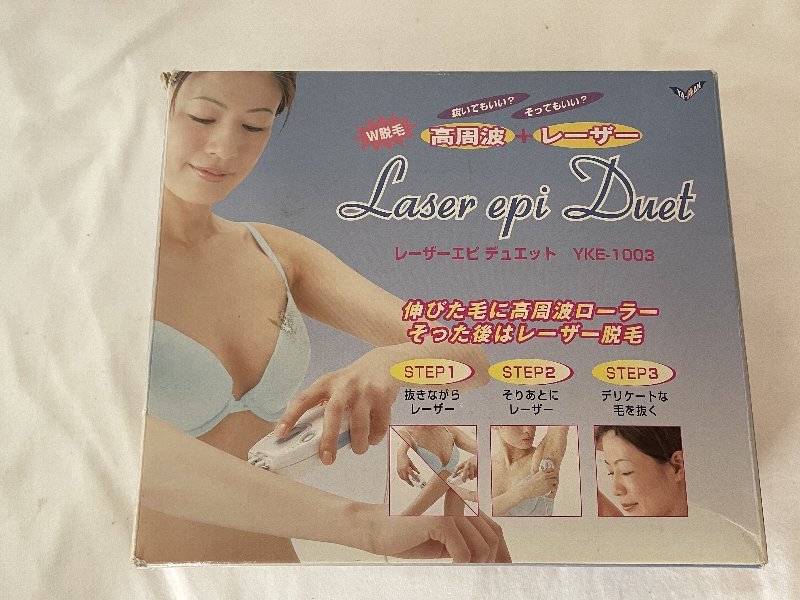 YA-MAN
抜いてもいい？
そってもいい？
W脱毛
高周波＋レーザー
Laser epi Duet
レーザーエピ デュエット YKE-1003
伸びた毛に高周波ローラー
そった後はレーザー脱毛
STEP1
抜きながら
レーザー
STEP2
そりあとに
レーザー
STEP3
デリケートな
毛を抜く